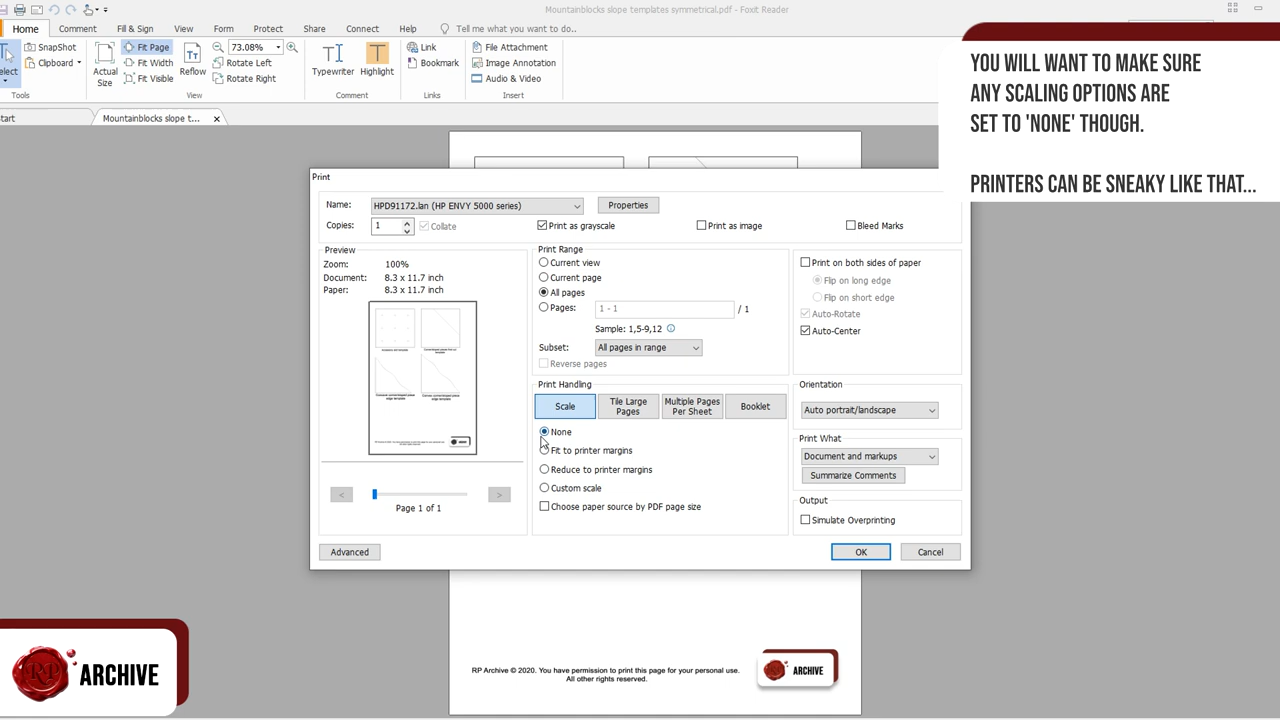 Mountainblocks slope templates symmetrical.pdf - Foxit Reader
Home Comment Fill & Sign View Form Protect Share Connect Help Tell me what you want to do..
SnapShot
Clipboard
elect
Tools
Actual Size
Fit Page
Fit Width
Fit Visible
Reflow
73.08%
Rotate Left
Rotate Right
View
Typewriter
Highlight
Comment
Link
Bookmark
Links
File Attachment
Image Annotation
Audio & Video
Insert
tart
Mountainblocks slope t...
YOU WILL WANT TO MAKE SURE
ANY SCALING OPTIONS ARE
SET TO 'NONE' THOUGH.
PRINTERS CAN BE SNEAKY LIKE THAT...
Print
Name: HPD91172.lan (HP ENVY 5000 series) Properties
Copies: 1 Collate Print as grayscale Print as image Bleed Marks
Preview
Zoom: 100%
Document: 8.3 x 11.7 inch
Paper: 8.3 x 11.7 inch
< >
Page 1 of 1
Print Range
Current view
Current page
All pages
Pages: 1 - 1 / 1
Sample: 1,5-9,12
Subset: All pages in range
Reverse pages
Print Handling
Scale
Tile Large Pages
Multiple Pages Per Sheet
Booklet
None
Fit to printer margins
Reduce to printer margins
Custom scale
Choose paper source by PDF page size
Print on both sides of paper
Flip on long edge
Flip on short edge
Auto-Rotate
Auto-Center
Orientation
Auto portrait/landscape
Print What
Document and markups
Summarize Comments
Output
Simulate Overprinting
Advanced OK Cancel
RP Archive © 2020. You have permission to print this page for your personal use.
All other rights reserved.
ARCHIVE
RP ARCHIVE